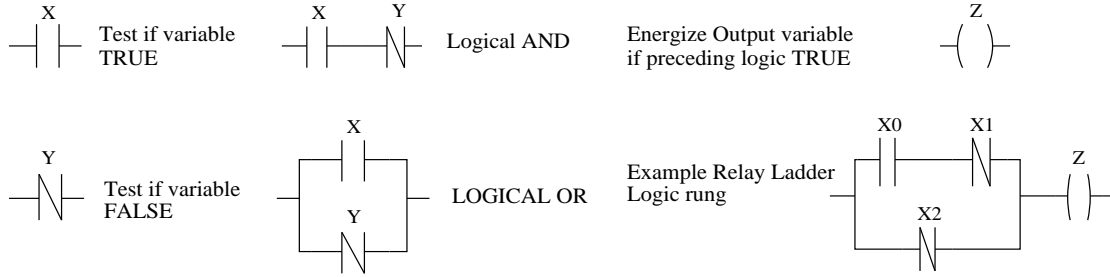 X
Test if variable
TRUE
X Y
Logical AND
Energize Output variable
if preceding logic TRUE
Z
Y
Test if variable
FALSE
X
Y
LOGICAL OR
Example Relay Ladder
Logic rung
X0 X1
X2
Z